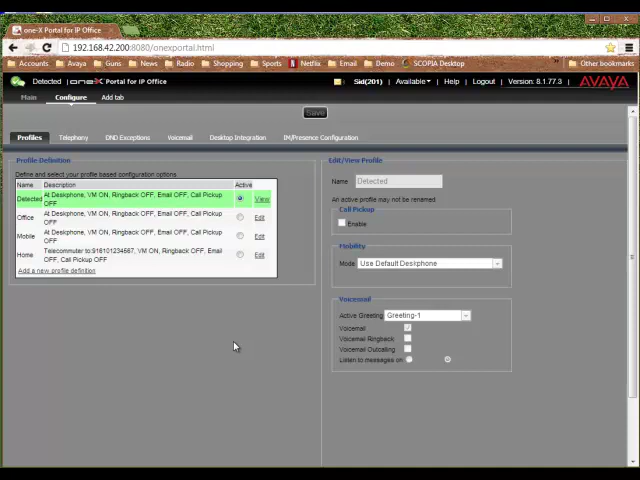 one-X Portal for IP Office
192.168.42.200:8080/onexportal.html
Accounts Avaya Guns News Radio Shopping Sports Netflix Email Demo SCOPIA Desktop Other bookmarks
Detected one-X Portal for IP Office Sid(201) Available Help Logout Version: 8.1.77.3 AVAYA
Main Configure Add tab
Save
Profiles Telephony DND Exceptions Voicemail Desktop Integration IM/Presence Configuration
Profile-Definition
Define and select your profile based configuration options
Name Description Active
Detected At Deskphone, VM ON, Ringback OFF, Email OFF, Call Pickup OFF View
Office At Deskphone, VM ON, Ringback OFF, Email OFF, Call Pickup OFF Edit
Mobile At Deskphone, VM ON, Ringback OFF, Email OFF, Call Pickup OFF Edit
Home Telecommuter to:916101234567, VM ON, Ringback OFF, Email OFF, Call Pickup OFF Edit
Add a new profile definition
Edit/View Profile
Name Detected
An active profile may not be renamed
Call Pickup
Enable
Mobility
Mode Use Default Deskphone
Voicemail
Active Greeting Greeting-1
Voicemail
Voicemail Ringback
Voicemail Outcalling
Listen to messages on